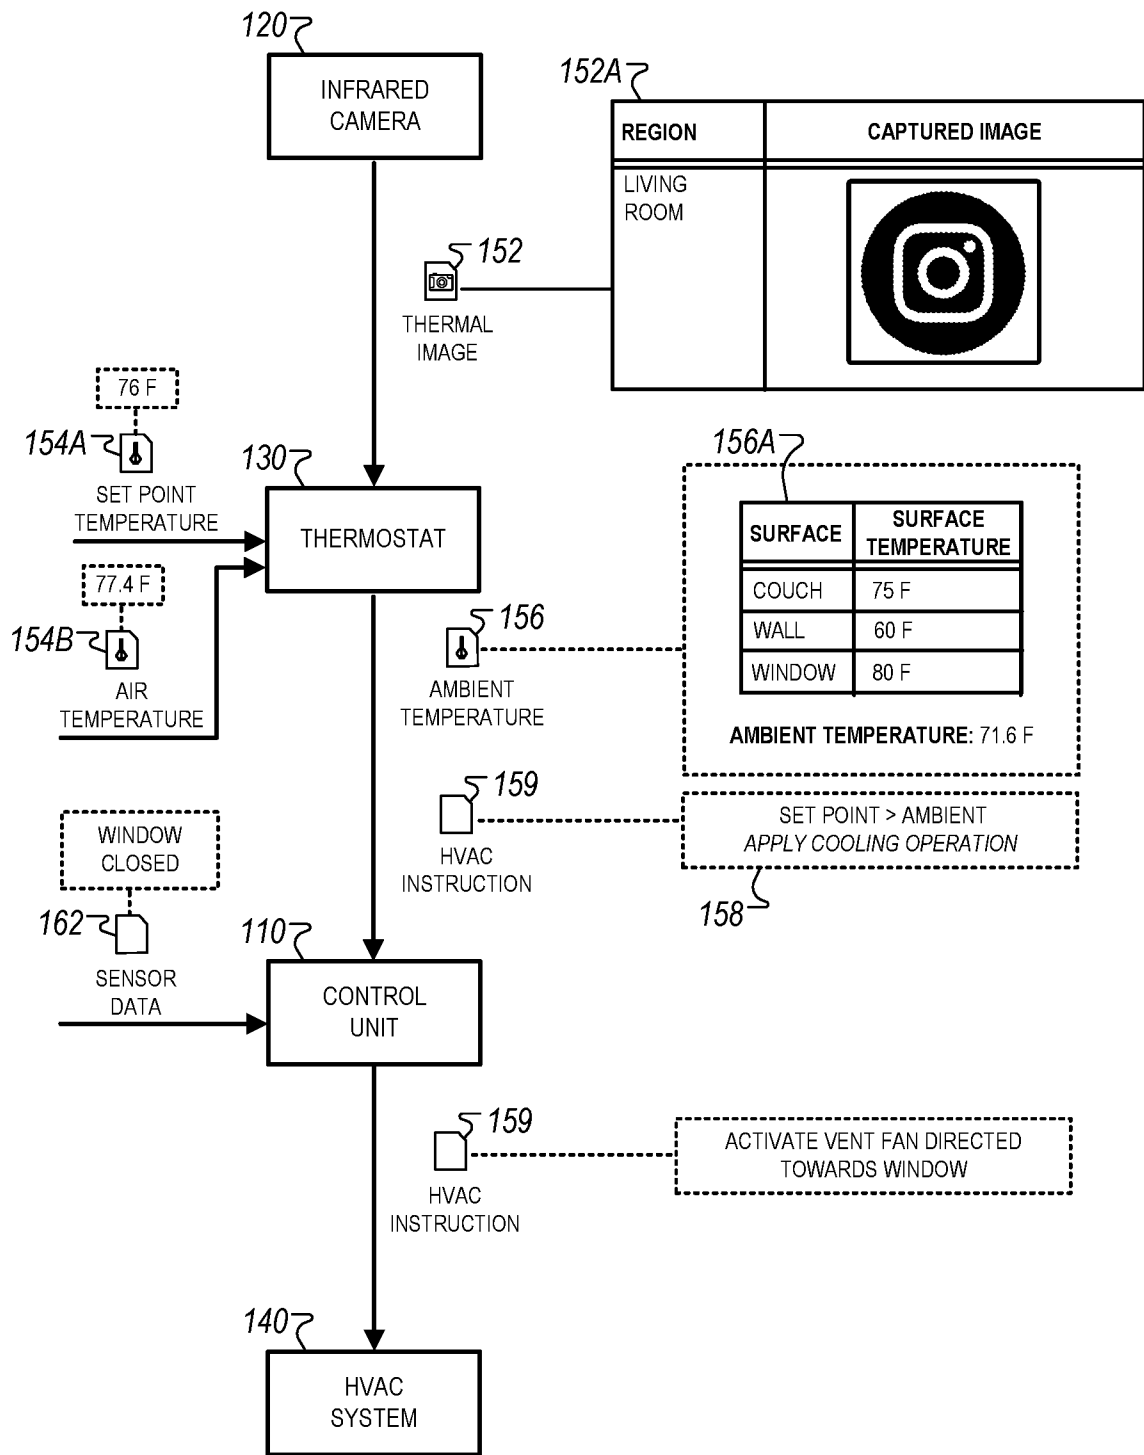 120
INFRARED
CAMERA
152A
REGION
CAPTURED IMAGE
LIVING
ROOM
152
THERMAL
IMAGE
76 F
154A
SET POINT
TEMPERATURE
130
THERMOSTAT
77.4 F
154B
AIR
TEMPERATURE
156A
SURFACE
SURFACE
TEMPERATURE
COUCH
75 F
WALL
60 F
WINDOW
80 F
AMBIENT TEMPERATURE: 71.6 F
156
AMBIENT
TEMPERATURE
159
HVAC
INSTRUCTION
SET POINT > AMBIENT
APPLY COOLING OPERATION
158
WINDOW
CLOSED
162
SENSOR
DATA
110
CONTROL
UNIT
159
HVAC
INSTRUCTION
ACTIVATE VENT FAN DIRECTED
TOWARDS WINDOW
140
HVAC
SYSTEM